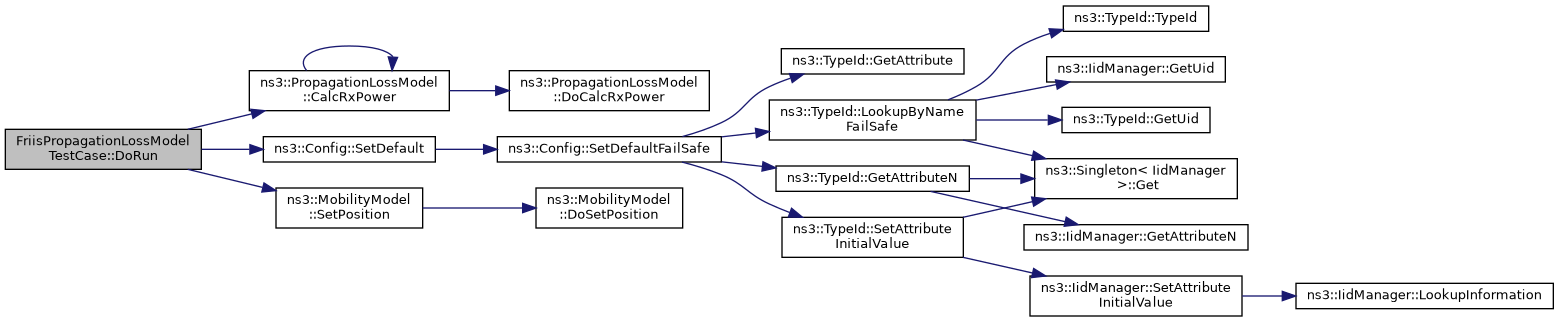 FriisPropagationLossModel
TestCase::DoRun
ns3::PropagationLossModel
::CalcRxPower
ns3::Config::SetDefault
ns3::MobilityModel
::SetPosition
ns3::PropagationLossModel
::DoCalcRxPower
ns3::Config::SetDefaultFailSafe
ns3::MobilityModel
::DoSetPosition
ns3::TypeId::GetAttribute
ns3::TypeId::LookupByName
FailSafe
ns3::TypeId::GetAttributeN
ns3::TypeId::SetAttribute
InitialValue
ns3::TypeId::TypeId
ns3::IidManager::GetUid
ns3::TypeId::GetUid
ns3::Singleton< IidManager
>::Get
ns3::IidManager::GetAttributeN
ns3::IidManager::SetAttribute
InitialValue
ns3::IidManager::LookupInformation